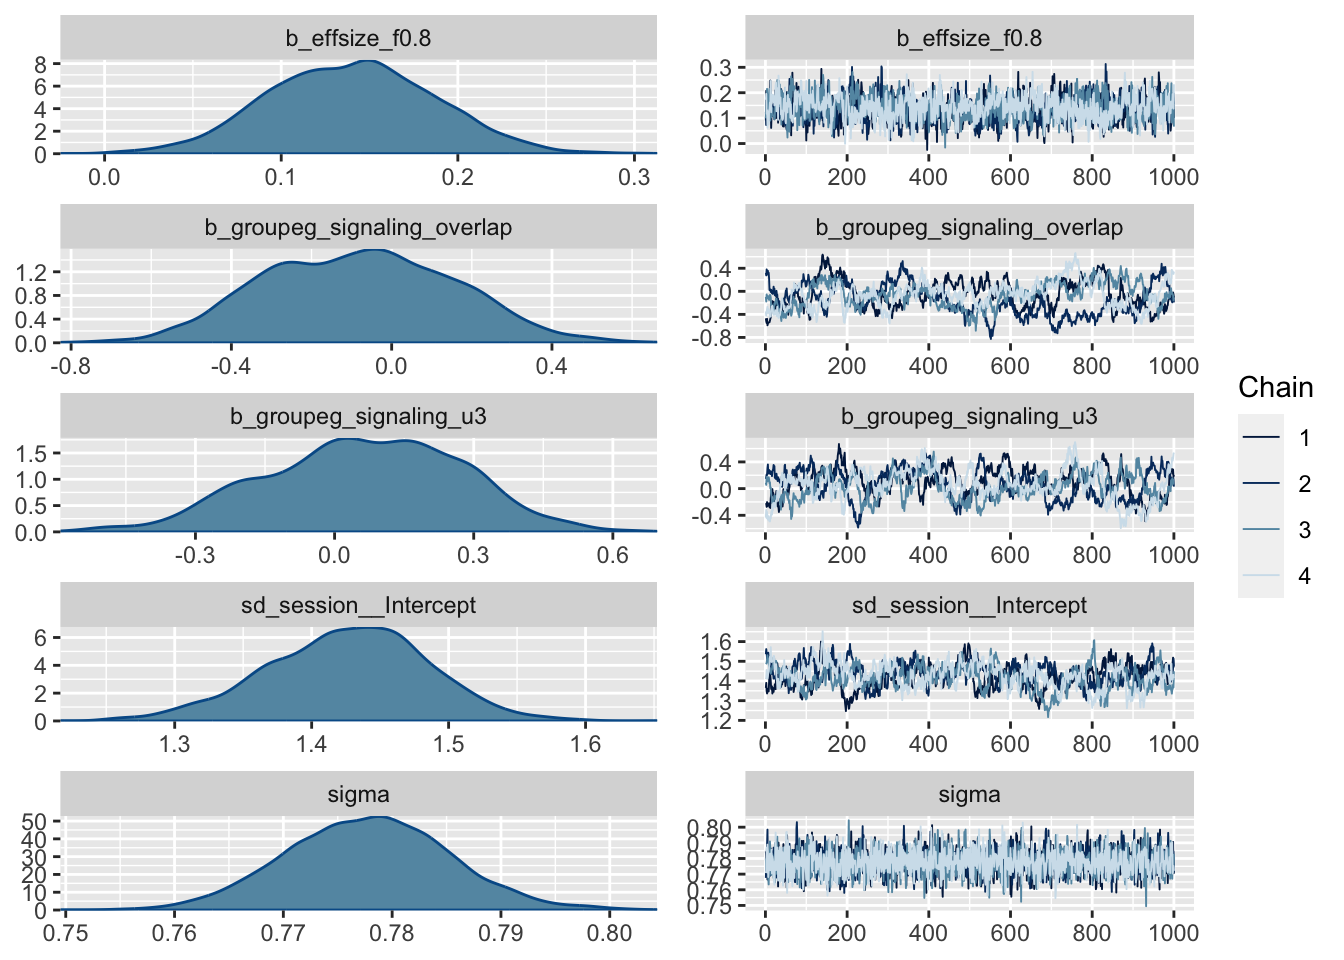 b_effsize_f0.8
8
6
4
2
0
0.0 0.1 0.2 0.3
b_effsize_f0.8
0.3
0.2
0.1
0.0
0 200 400 600 800 1000
b_groupeg_signaling_overlap
1.2
0.8
0.4
0.0
-0.8 -0.4 0.0 0.4
b_groupeg_signaling_overlap
0.4
0.0
-0.4
-0.8
0 200 400 600 800 1000
b_groupeg_signaling_u3
1.5
1.0
0.5
0.0
-0.3 0.0 0.3 0.6
b_groupeg_signaling_u3
0.4
0.0
-0.4
0 200 400 600 800 1000
sd_session__Intercept
6
4
2
0
1.3 1.4 1.5 1.6
sd_session__Intercept
1.6
1.5
1.4
1.3
1.2
0 200 400 600 800 1000
sigma
50
40
30
20
10
0
0.75 0.76 0.77 0.78 0.79 0.80
sigma
0.80
0.79
0.78
0.77
0.76
0.75
0 200 400 600 800 1000
Chain
1
2
3
4